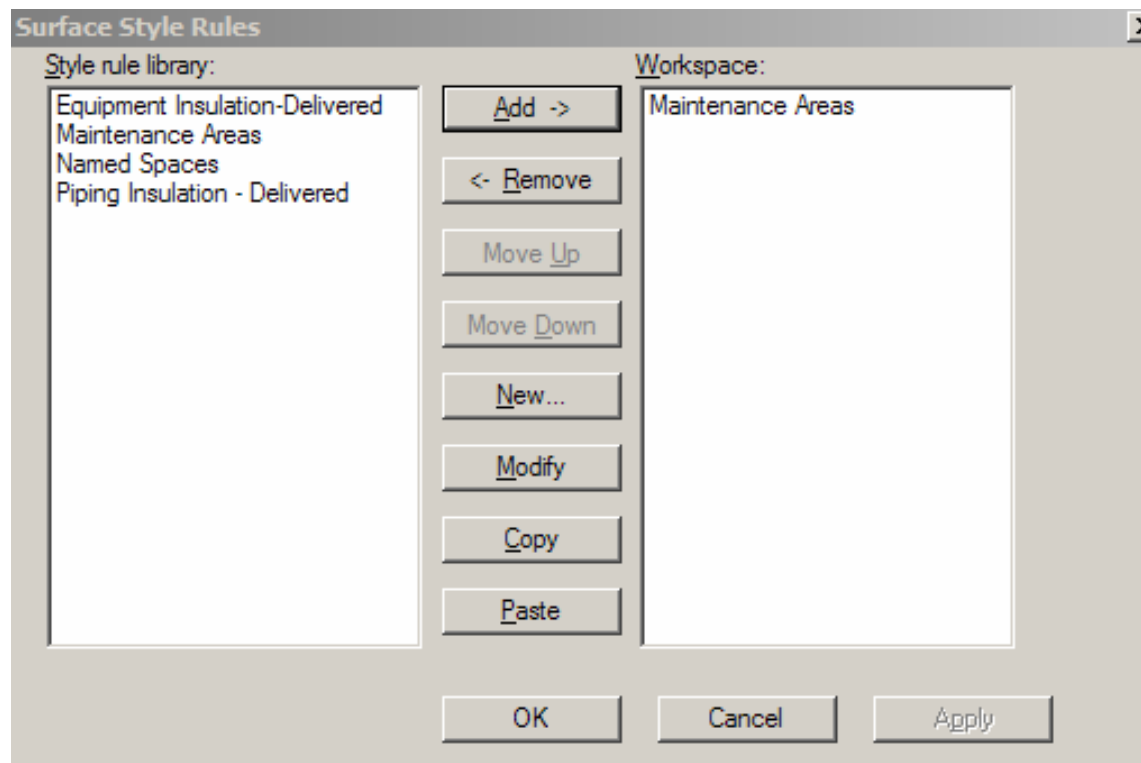 Surface Style Rules
Style rule library:
Equipment Insulation-Delivered
Maintenance Areas
Named Spaces
Piping Insulation - Delivered
Add ->
<- Remove
Move Up
Move Down
New...
Modify
Copy
Paste
Workspace:
Maintenance Areas
OK
Cancel
Apply